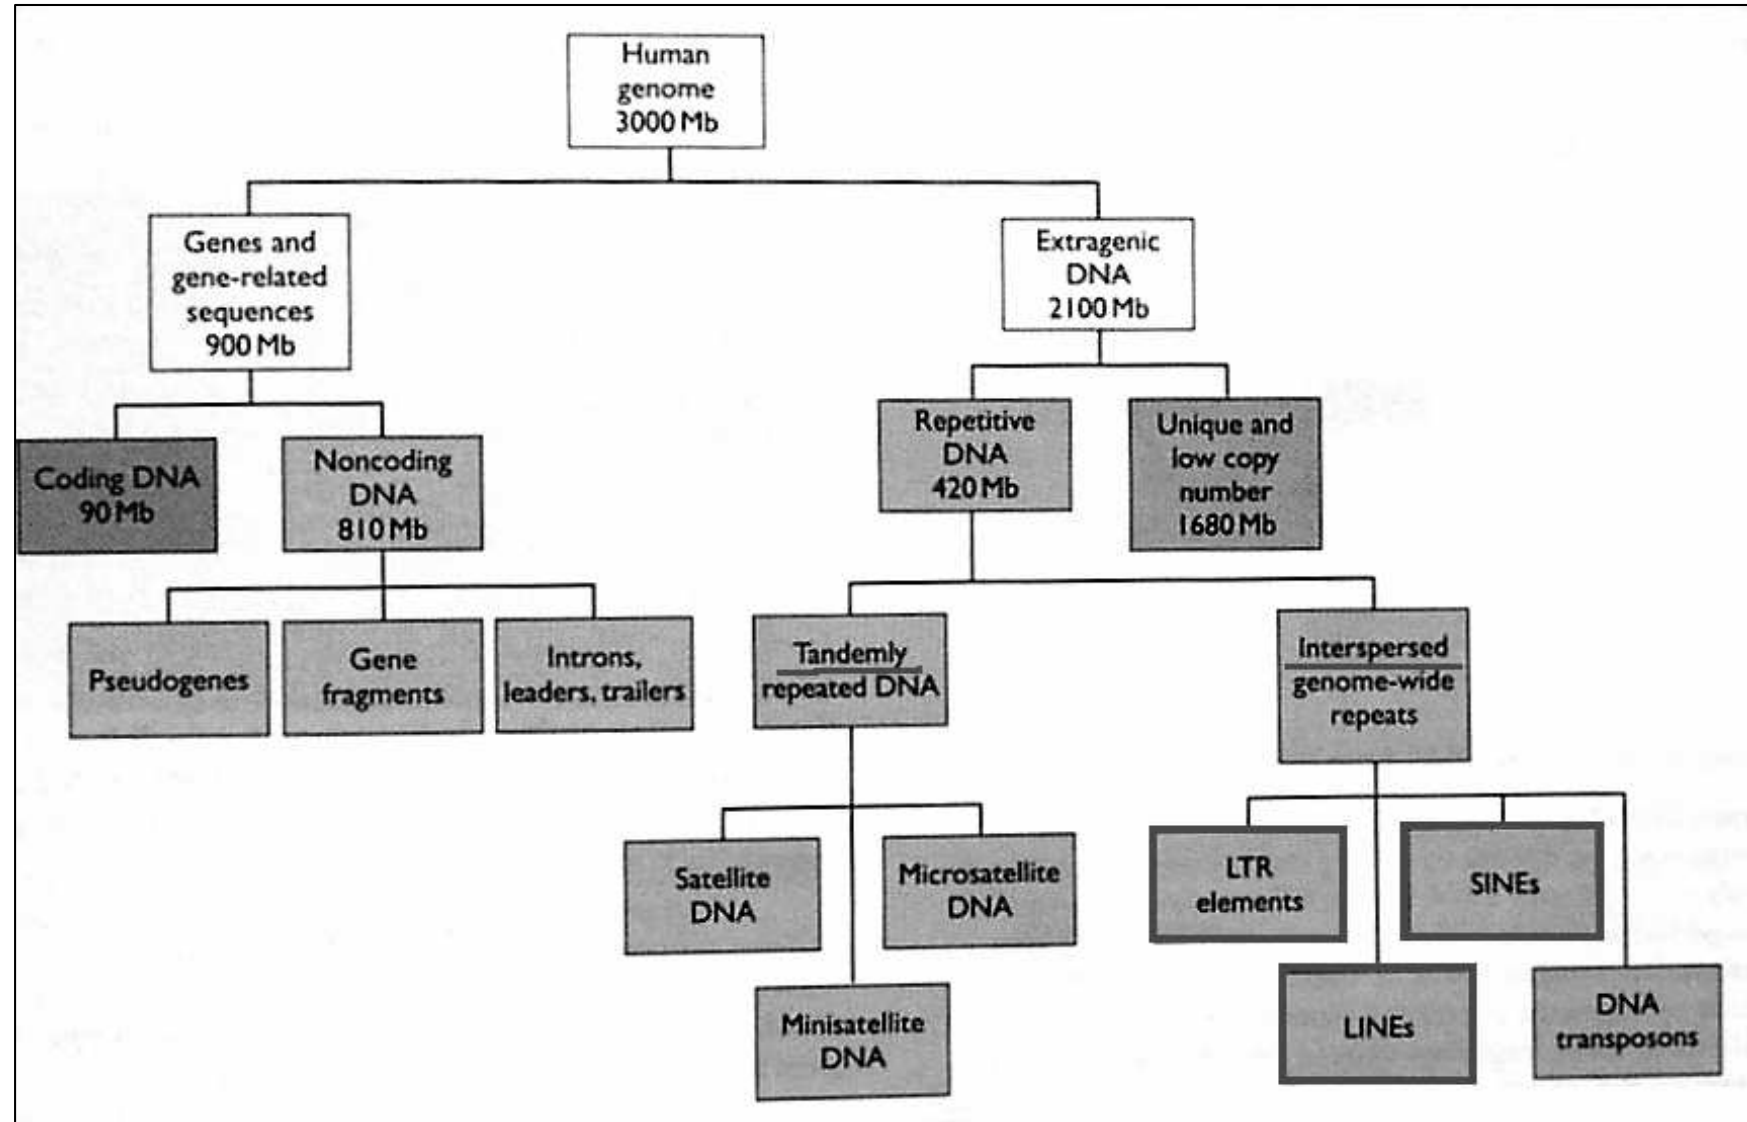 Human
genome
3000 Mb
Genes and
gene-related
sequences
900 Mb
Extragenic
DNA
2100 Mb
Coding DNA
90 Mb
Noncoding
DNA
810 Mb
Repetitive
DNA
420 Mb
Unique and
low copy
number
1680 Mb
Pseudogenes
Gene
fragments
Introns,
leaders, trailers
Tandemly
repeated DNA
Interspersed
genome-wide
repeats
Satellite
DNA
Microsatellite
DNA
LTR
elements
SINEs
Minisatellite
DNA
LINEs
DNA
transposons